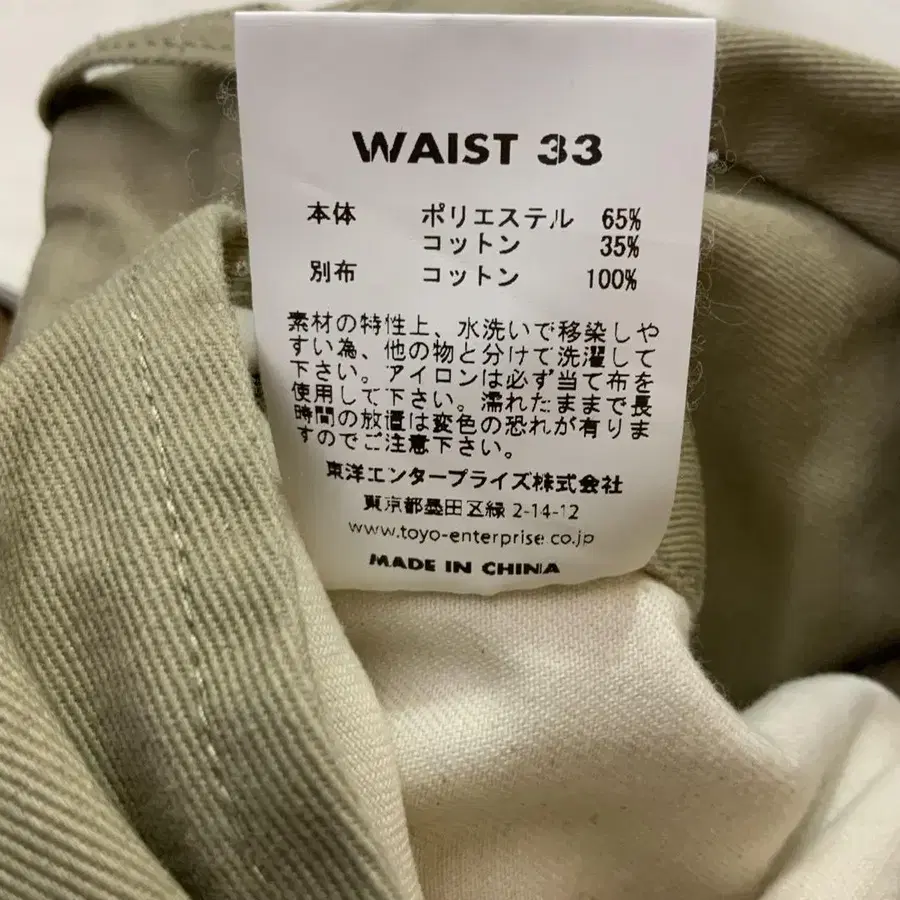 WAIST 33
本体 ポリエステル 65%
コットン 35%
別布 コットン 100%
素材の特性上、水洗いで移染しや
すい為、他の物と分けて洗濯して
下さい。アイロンは必ず当て布を
使用して下さい。濡れたままで長
時間の放置は変色の恐れが有りま
すのでご注意下さい。
東洋エンタープライズ株式会社
東京都墨田区緑 2-14-12
www.toyo-enterprise.co.jp
MADE IN CHINA